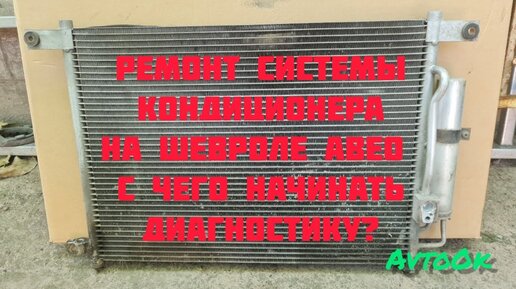 РЕМОНТ СИСТЕМЫ
КОНДИЦИОНЕРА
НА ШЕВРОЛЕ АВЕО
С ЧЕГО НАЧИНАТЬ
ДИАГНОСТИКУ?
AvtoOk